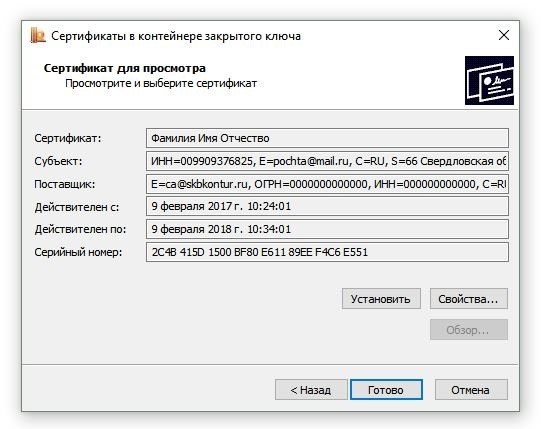 Сертификаты в контейнере закрытого ключа
Сертификат для просмотра
Просмотрите и выберите сертификат
Сертификат: Фамилия Имя Отчество
Субъект: ИНН=009909376825, E=pochta@mail.ru, C=RU, S=66 Свердловская об
Поставщик: E=ca@skbkontur.ru, ОГРН=0000000000000, ИНН=000000000000, C=RU
Действителен с: 9 февраля 2017 г. 10:24:01
Действителен по: 9 февраля 2018 г. 10:34:01
Серийный номер: 2C4B 415D 1500 BF80 E611 89EE F4C6 E551
Установить Свойства...
Обзор...
< Назад Готово Отмена